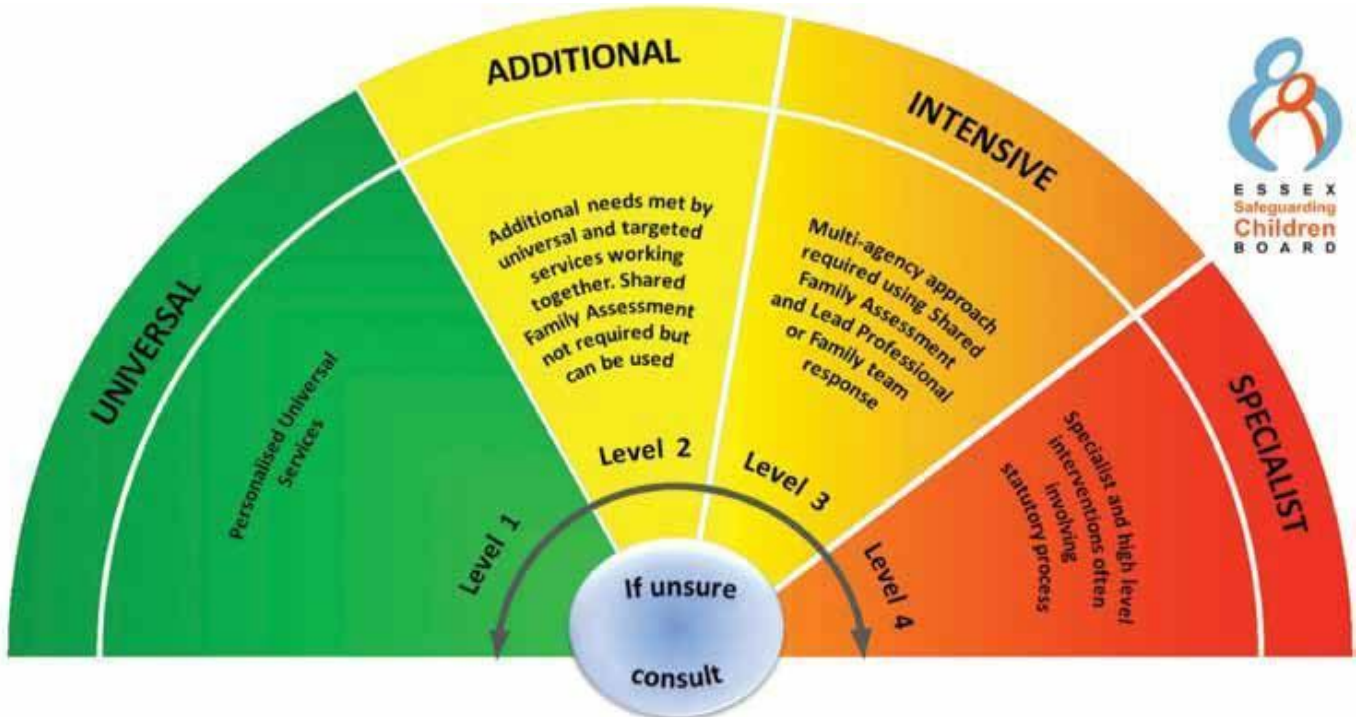 UNIVERSAL
Personalised Universal
Services
Level 1
ADDITIONAL
Additional needs met by
universal and targeted
services working
together. Shared
Family Assessment
not required but
can be used
Level 2
INTENSIVE
Multi-agency approach
required using Shared
Family Assessment
and Lead Professional
or Family team
response
Level 3
SPECIALIST
Specialist and high level
interventions often
involving
statutory process
Level 4
If unsure
consult
ESSEX
Safeguarding
Children
BOARD